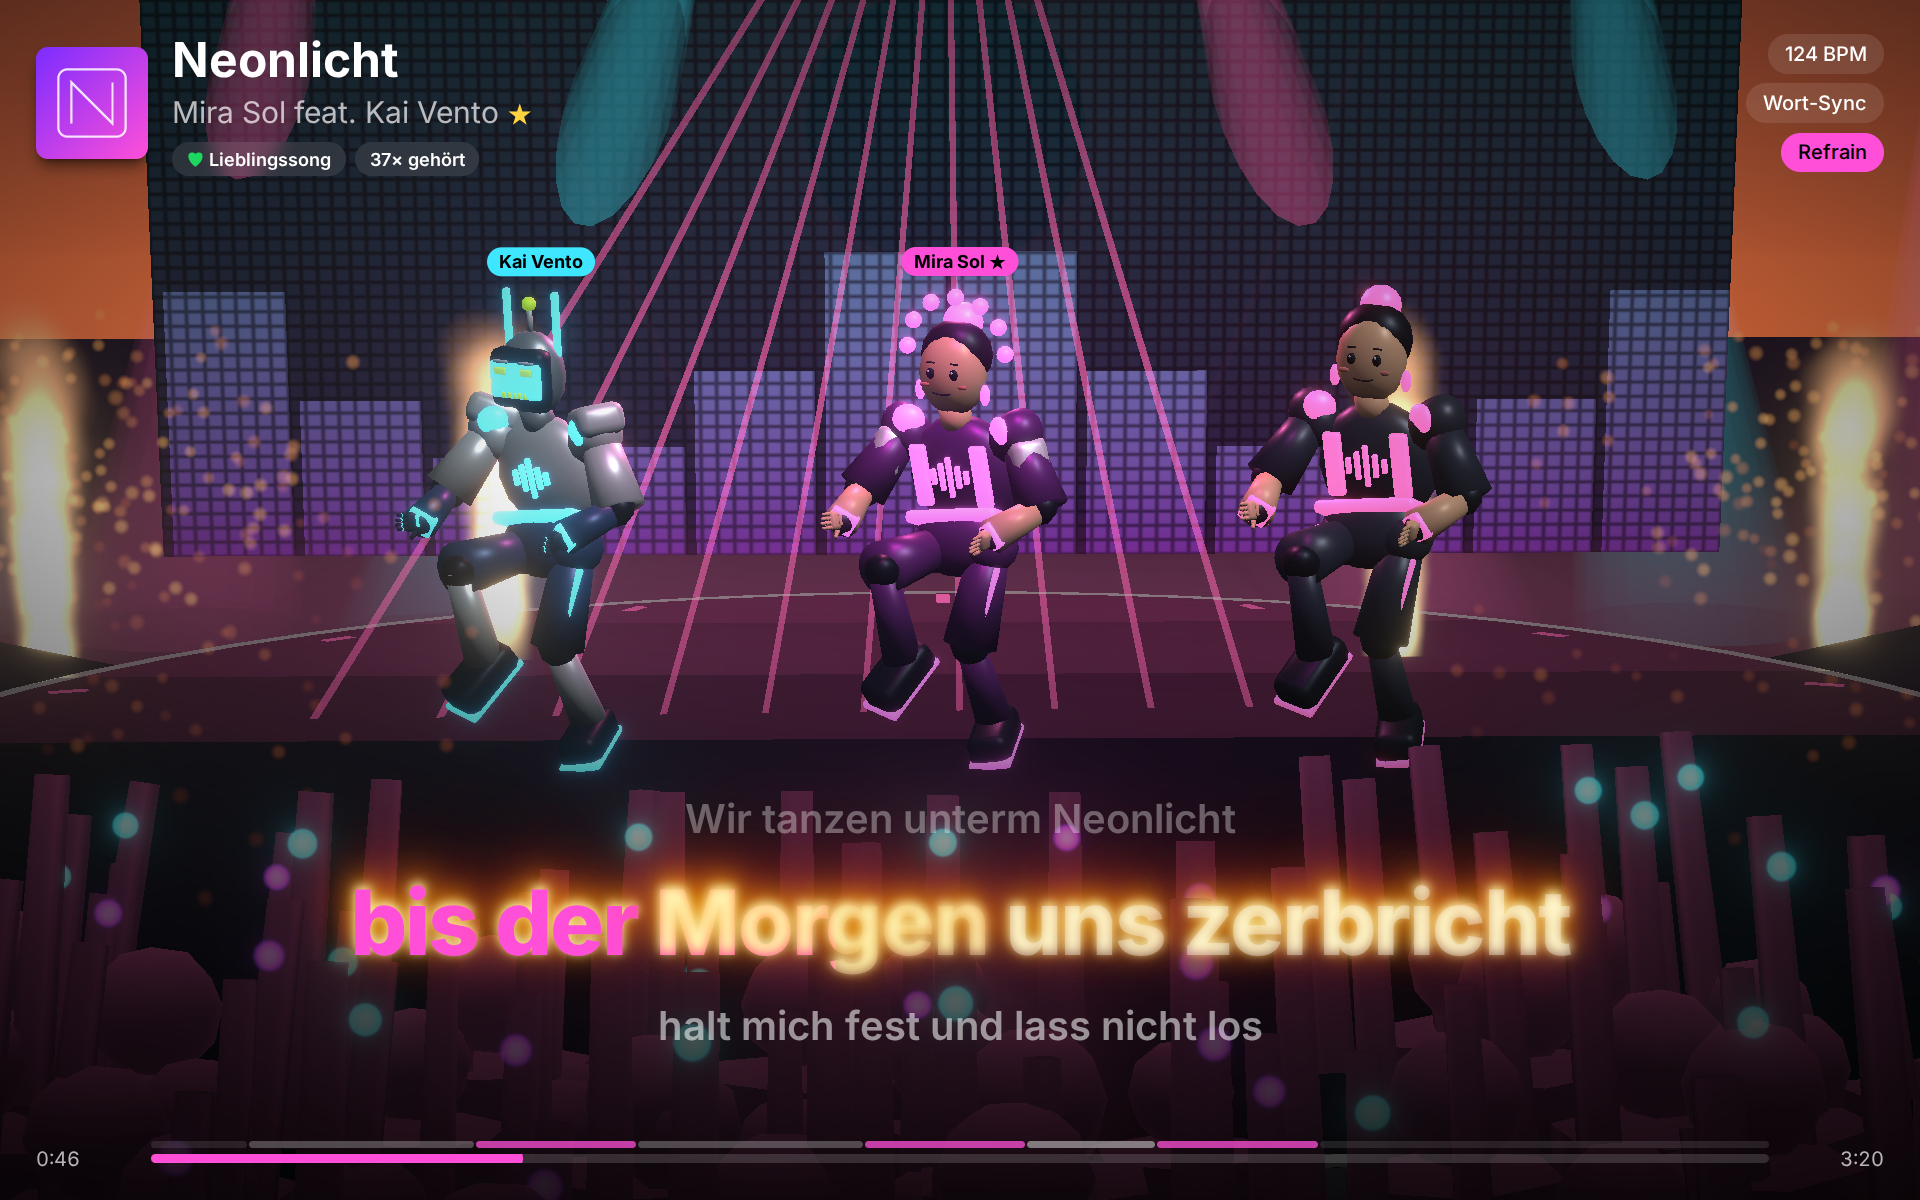 N
Neonlicht
Mira Sol feat. Kai Vento ★
Lieblingssong
37× gehört
124 BPM
Wort-Sync
Refrain
Kai Vento
Mira Sol ★
Wir tanzen unterm Neonlicht
bis der Morgen uns zerbricht
halt mich fest und lass nicht los
0:46
3:20